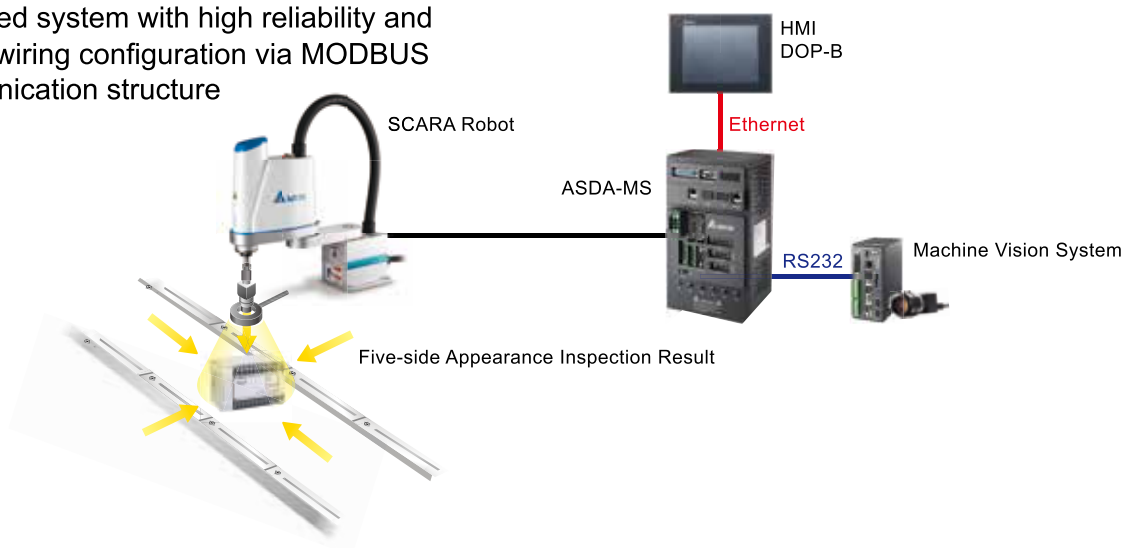 ed system with high reliability and
wiring configuration via MODBUS
nication structure
HMI
DOP-B
SCARA Robot
Ethernet
ASDA-MS
RS232
Machine Vision System
Five-side Appearance Inspection Result